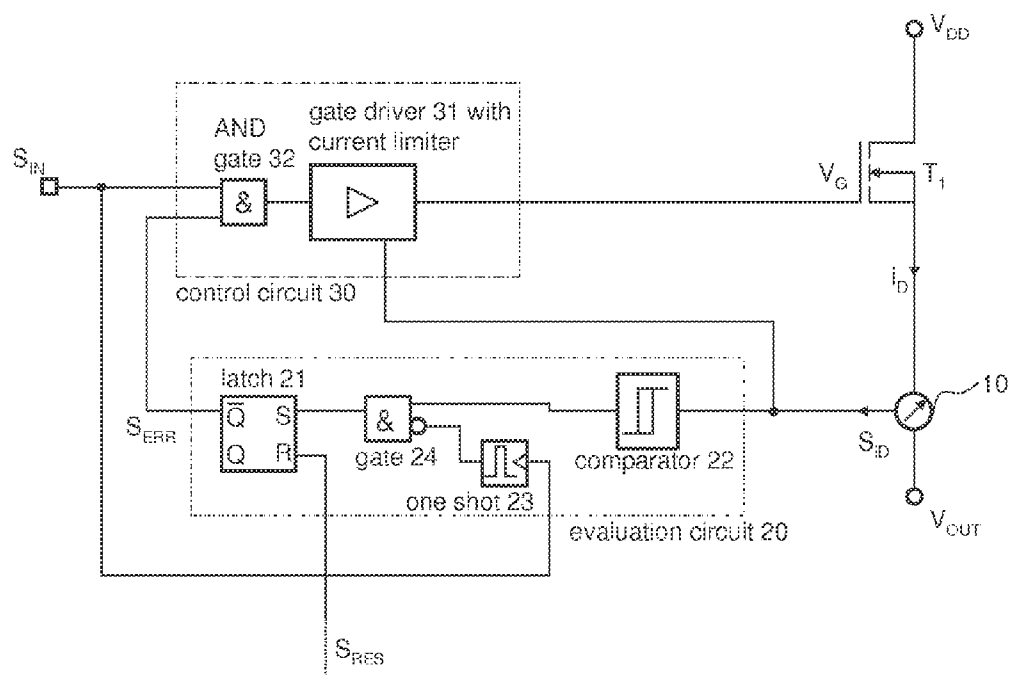 V_DD
gate driver 31 with
current limiter
AND
gate 32
S_IN
&
V_G
T_1
i_D
control circuit 30
latch 21
10
Q̅ S
&
S_ERR
S_ID
Q R
gate 24
comparator 22
one shot 23
V_OUT
evaluation circuit 20
S_RES